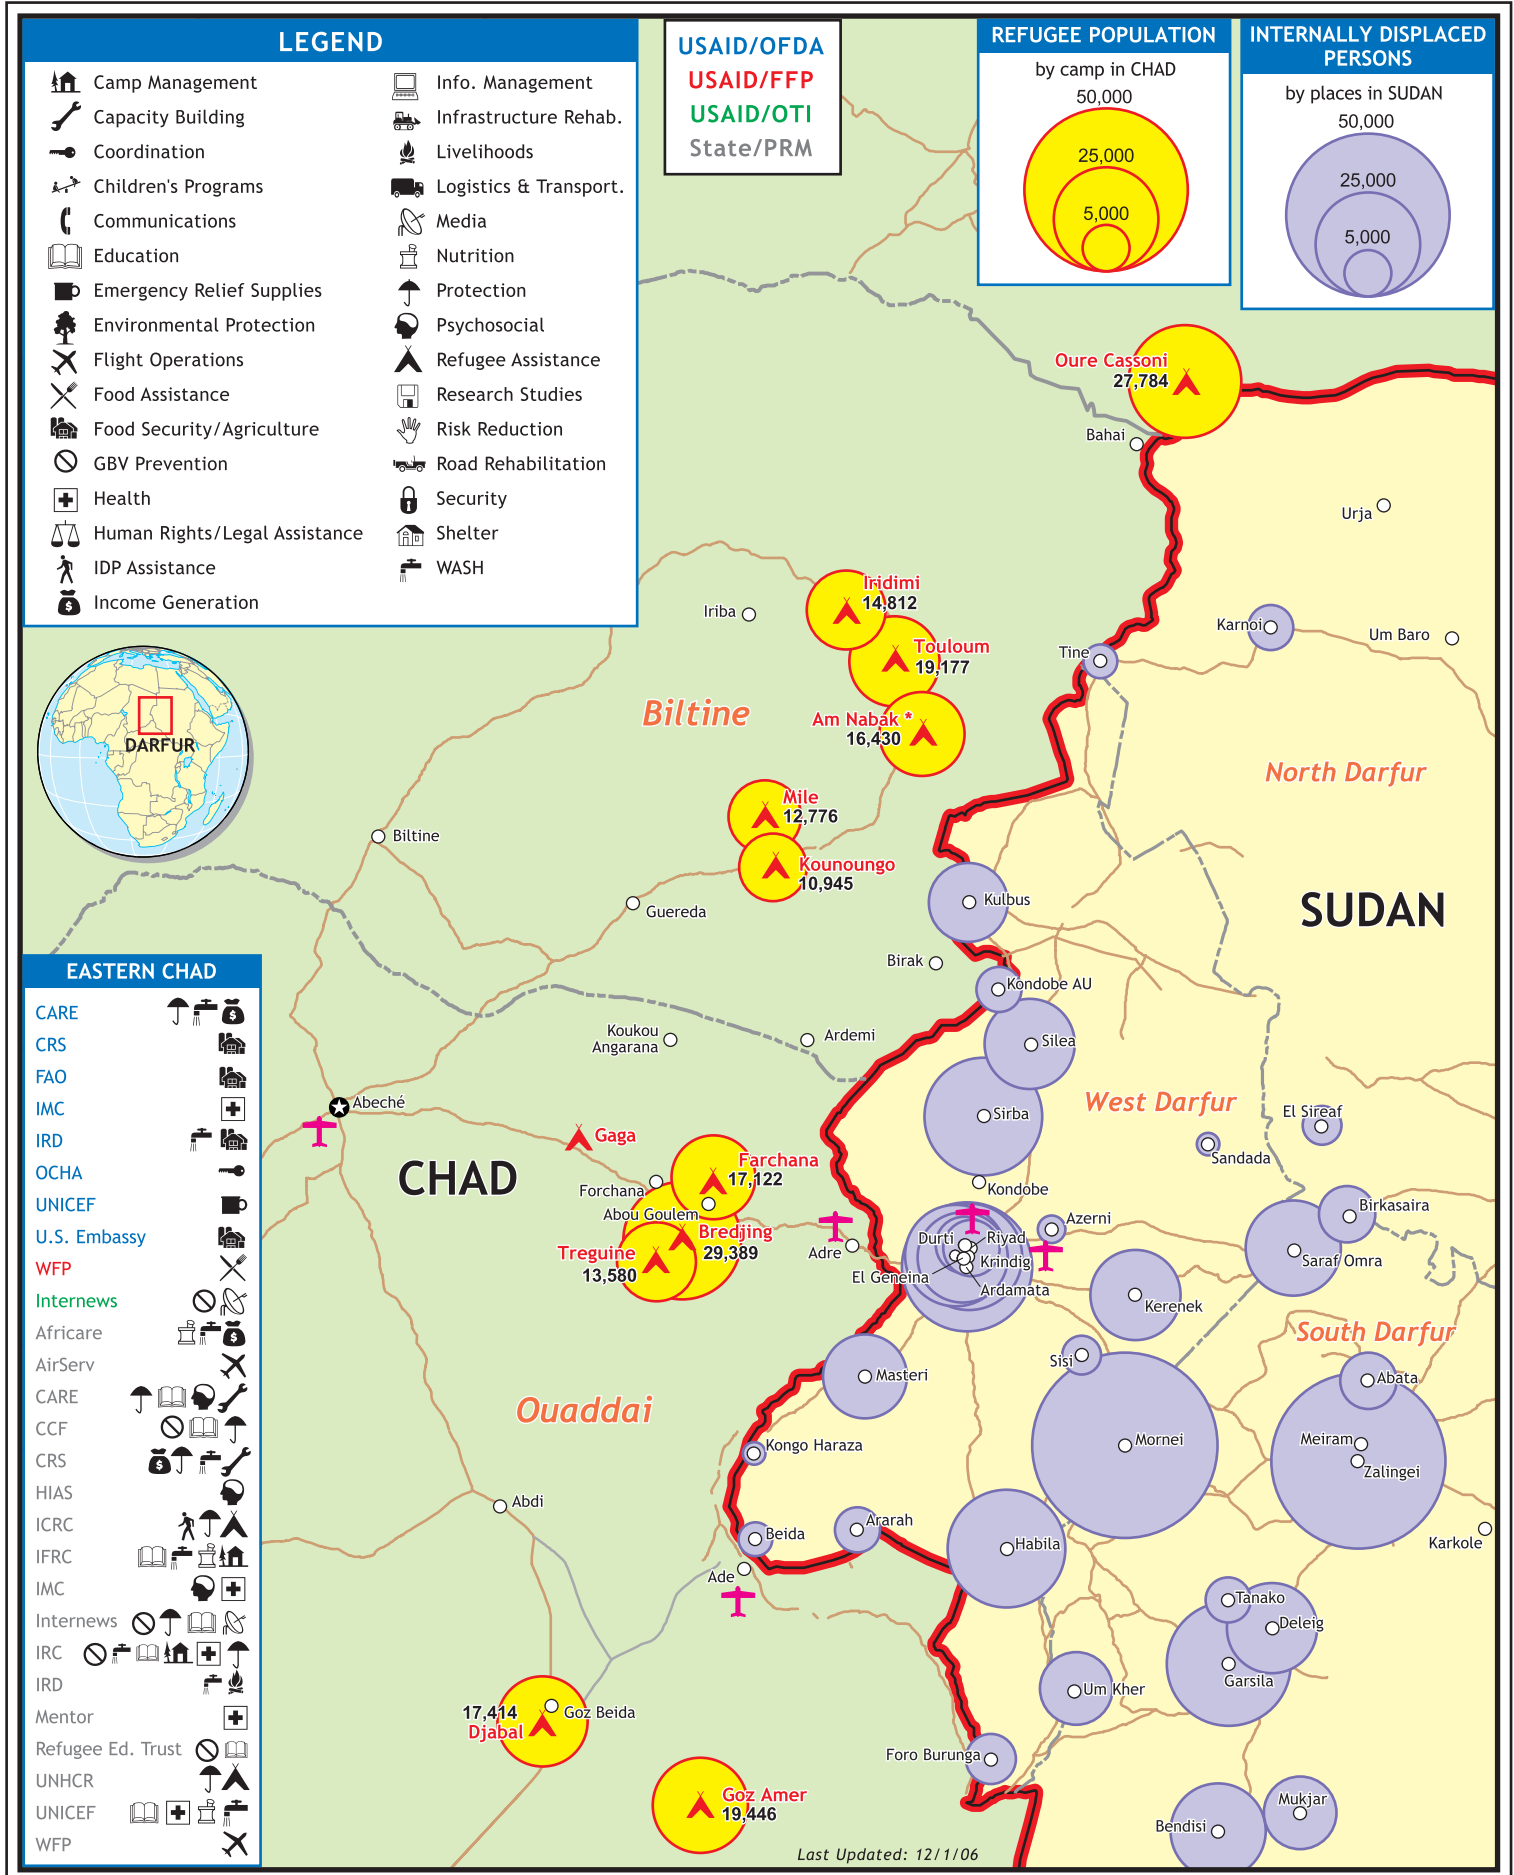 LEGEND
Camp Management
Capacity Building
Coordination
Children's Programs
Communications
Education
Emergency Relief Supplies
Environmental Protection
Flight Operations
Food Assistance
Food Security/Agriculture
GBV Prevention
Health
Human Rights/Legal Assistance
IDP Assistance
Income Generation
Info. Management
Infrastructure Rehab.
Livelihoods
Logistics & Transport.
Media
Nutrition
Protection
Psychosocial
Refugee Assistance
Research Studies
Risk Reduction
Road Rehabilitation
Security
Shelter
WASH
USAID/OFDA
USAID/FFP
USAID/OTI
State/PRM
REFUGEE POPULATION
by camp in CHAD
50,000
25,000
5,000
INTERNALLY DISPLACED
PERSONS
by places in SUDAN
50,000
25,000
5,000
Oure Cassoni
27,784
Bahai
Urja
Iridimi
14,812
Iriba
Karnoi
Um Baro
Touloum
19,177
Tine
Biltine
Am Nabak *
16,430
DARFUR
North Darfur
Mile
12,776
Biltine
Kounoungo
10,945
Guereda
Kulbus
SUDAN
Birak
Kondobe AU
Koukou
Angarana
Ardemi
Silea
Abeché
West Darfur
Sirba
El Sireaf
Gaga
Sandada
Farchana
17,122
CHAD
Forchana
Kondobe
Abou Goulem
Birkasaira
Azerni
Bredjing
29,389
Treguine
13,580
Adre
Durti
Riyad
Krindig
El Geneina
Ardamata
Saraf Omra
Kerenek
South Darfur
Sisi
Masteri
Abata
Ouaddai
Kongo Haraza
Mornei
Meiram
Zalingei
Abdi
Beida
Ararah
Habila
Karkole
Ade
Tanako
Deleig
Garsila
Um Kher
17,414
Djabal
Goz Beida
Foro Burunga
Goz Amer
19,446
Mukjar
Bendisi
Last Updated: 12/1/06
EASTERN CHAD
CARE
CRS
FAO
IMC
IRD
OCHA
UNICEF
U.S. Embassy
WFP
Internews
Africare
AirServ
CARE
CCF
CRS
HIAS
ICRC
IFRC
IMC
Internews
IRC
IRD
Mentor
Refugee Ed. Trust
UNHCR
UNICEF
WFP